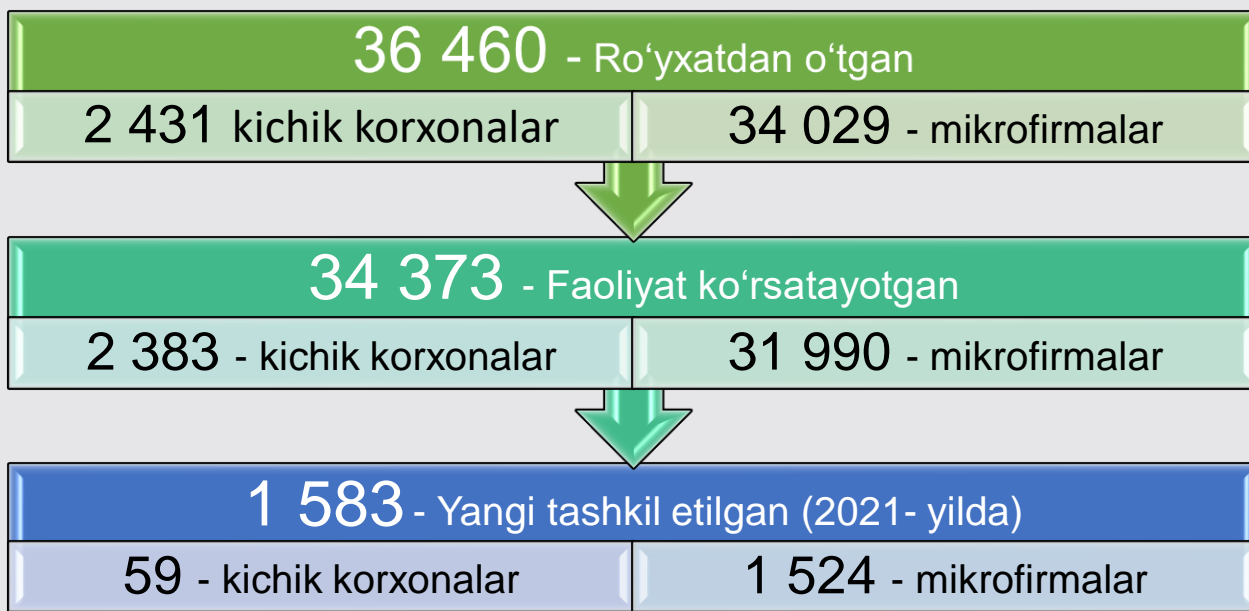 36 460 - Ro‘yxatdan o‘tgan
2 431 kichik korxonalar
34 029 - mikrofirmalar
34 373 - Faoliyat ko‘rsatayotgan
2 383 - kichik korxonalar
31 990 - mikrofirmalar
1 583 - Yangi tashkil etilgan (2021- yilda)
59 - kichik korxonalar
1 524 - mikrofirmalar